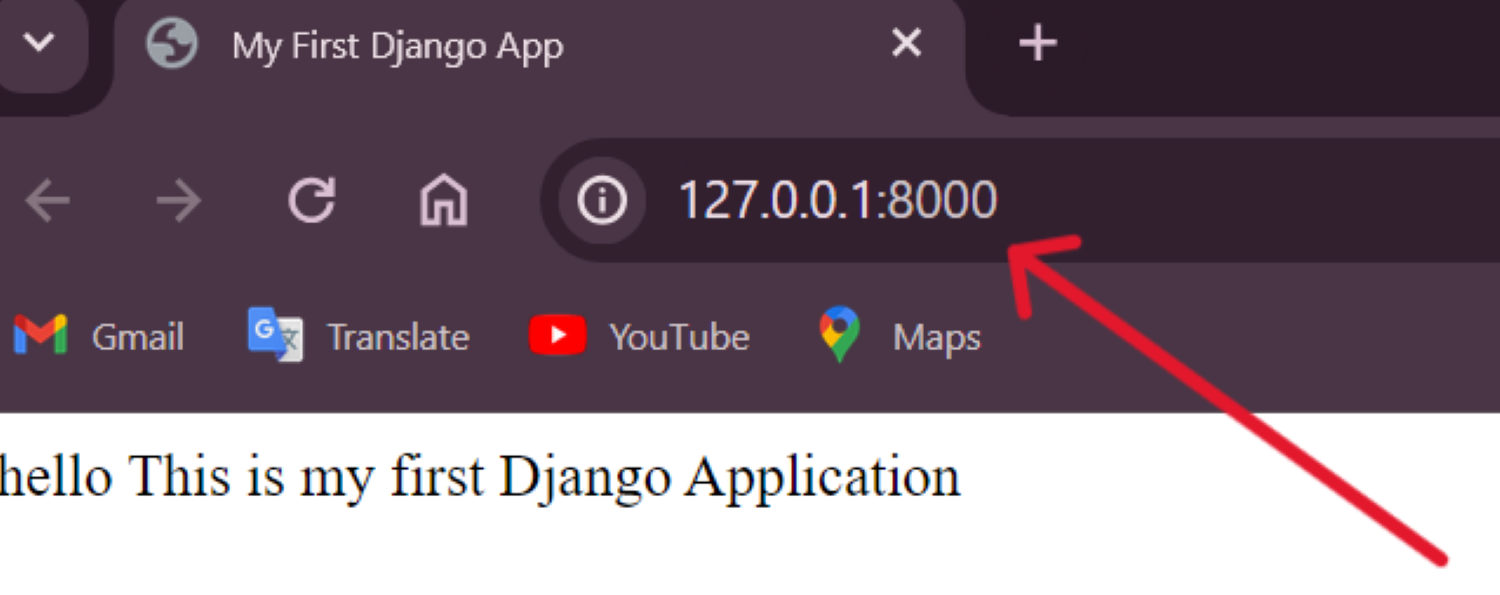 My First Django App
127.0.0.1:8000
Gmail Translate YouTube Maps
hello This is my first Django Application